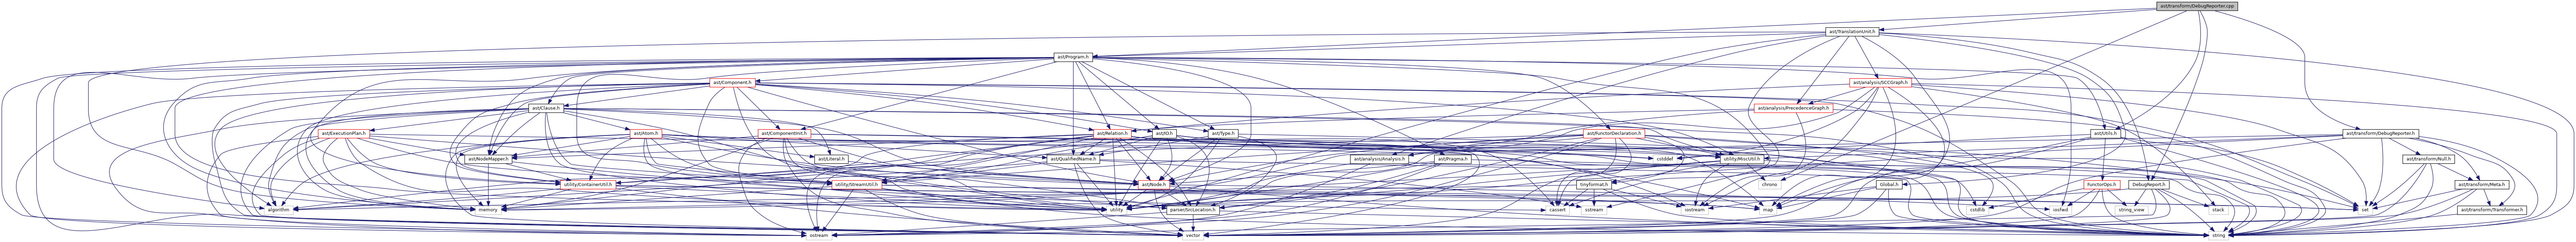 ast/transform/DebugReporter.cpp
ast/TranslationUnit.h
ast/Program.h
ast/Component.h
ast/analysis/SCCGraph.h
ast/Clause.h
ast/analysis/PrecedenceGraph.h
ast/ExecutionPlan.h
ast/Atom.h
ast/ComponentInit.h
ast/Relation.h
ast/IO.h
ast/Type.h
ast/FunctorDeclaration.h
ast/Utils.h
ast/transform/DebugReporter.h
ast/NodeMapper.h
ast/Literal.h
ast/QualifiedName.h
ast/analysis/Analysis.h
ast/Pragma.h
cstddef
utility/MiscUtil.h
ast/transform/Null.h
utility/ContainerUtil.h
utility/StreamUtil.h
ast/Node.h
tinyformat.h
chrono
Global.h
FunctorOps.h
DebugReport.h
ast/transform/Meta.h
algorithm
memory
utility
parser/SrcLocation.h
cassert
sstream
iostream
map
cstdlib
iosfwd
string_view
stack
set
ast/transform/Transformer.h
ostream
vector
string